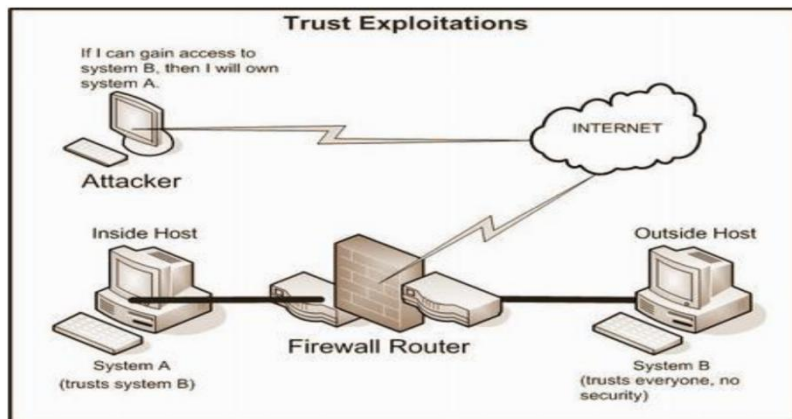 Trust Exploitations
If I can gain access to
system B, then I will own
system A.
INTERNET
Attacker
Inside Host
Outside Host
Firewall Router
System A
(trusts system B)
System B
(trusts everyone, no
security)